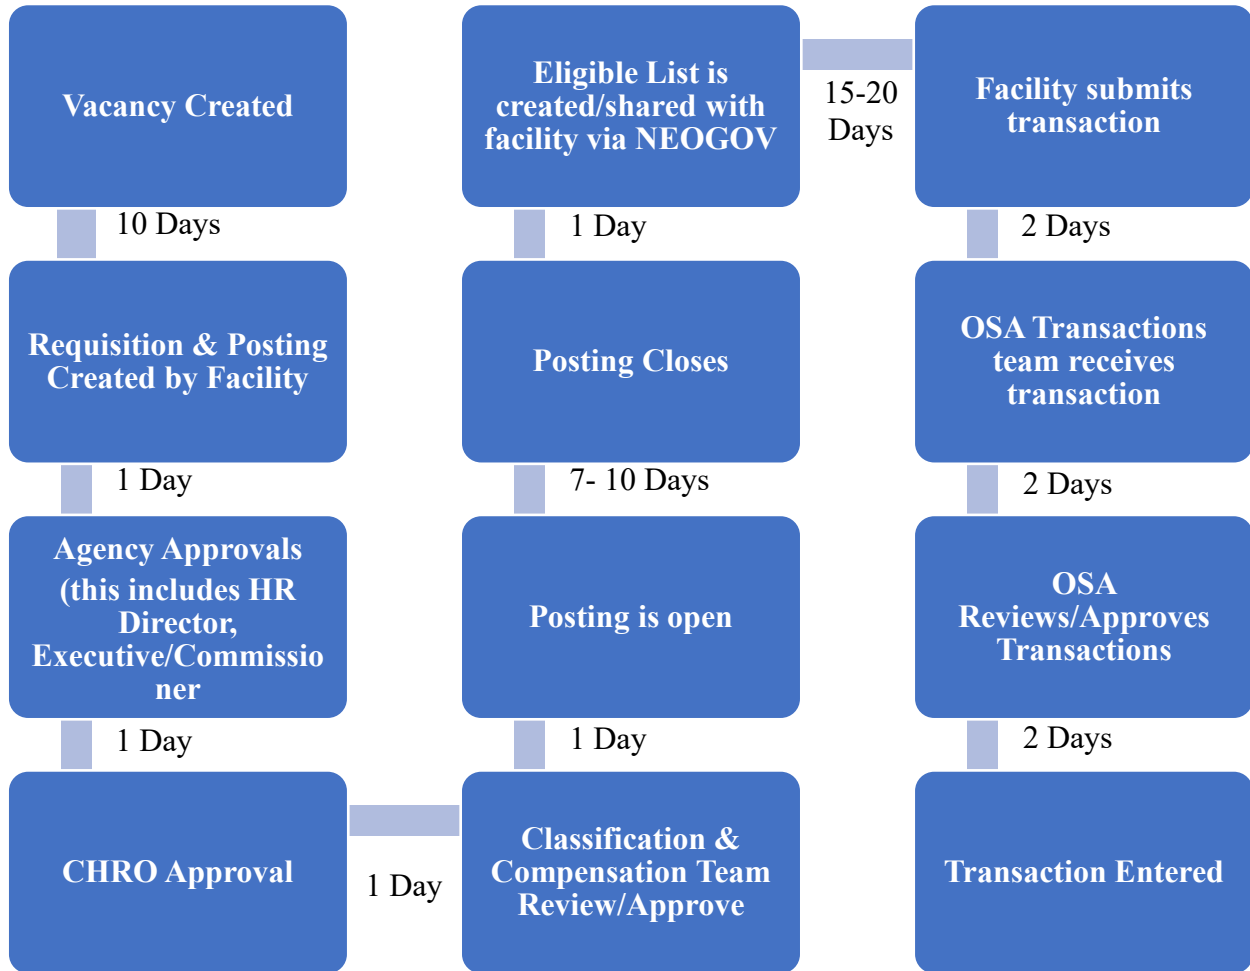 Vacancy Created
10 Days
Requisition & Posting
Created by Facility
1 Day
Agency Approvals
(this includes HR
Director,
Executive/Commissio
ner
1 Day
CHRO Approval
1 Day
Classification &
Compensation Team
Review/Approve
1 Day
Posting is open
7- 10 Days
Posting Closes
1 Day
Eligible List is
created/shared with
facility via NEOGOV
15-20
Days
Facility submits
transaction
2 Days
OSA Transactions
team receives
transaction
2 Days
OSA
Reviews/Approves
Transactions
2 Days
Transaction Entered